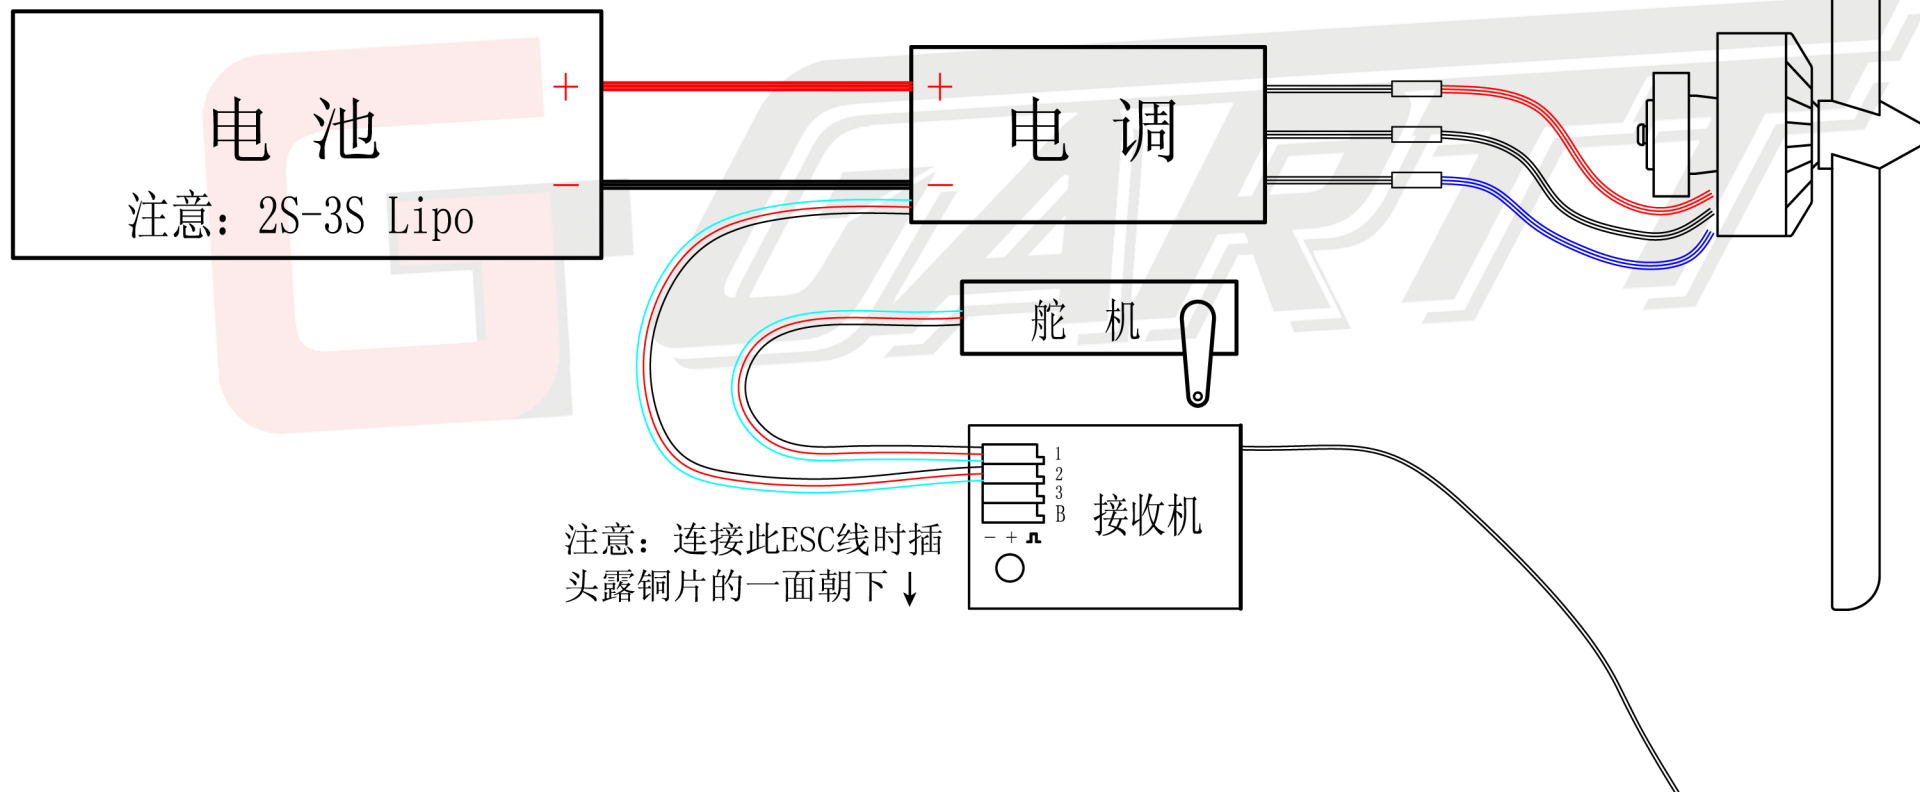 电 池
+
-
注意：2S-3S Lipo
+
-
电 调
舵 机
1
2
3
B
接收机
- +
注意：连接此ESC线时插
头露铜片的一面朝下↓
GARTT